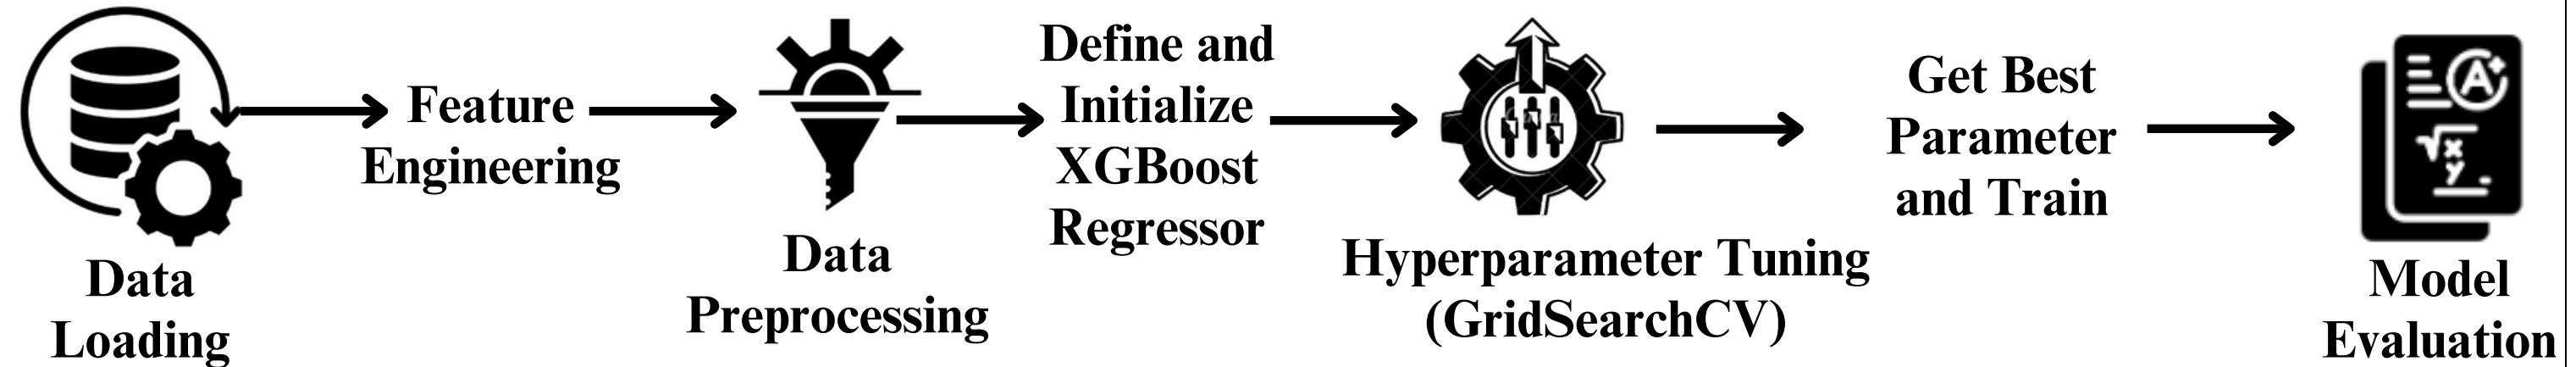 Data
Loading
Feature
Engineering
Data
Preprocessing
Define and
Initialize
XGBoost
Regressor
Hyperparameter Tuning
(GridSearchCV)
Get Best
Parameter
and Train
A+
√x
y
Model
Evaluation